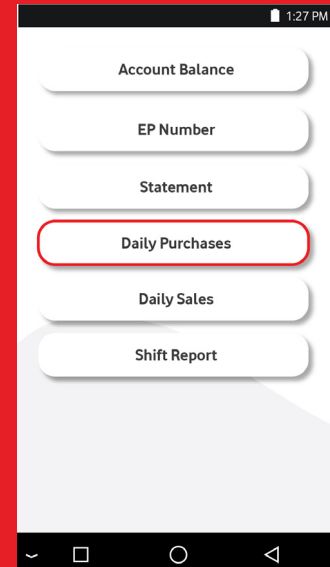 1:27 PM
Account Balance
EP Number
Statement
Daily Purchases
Daily Sales
Shift Report